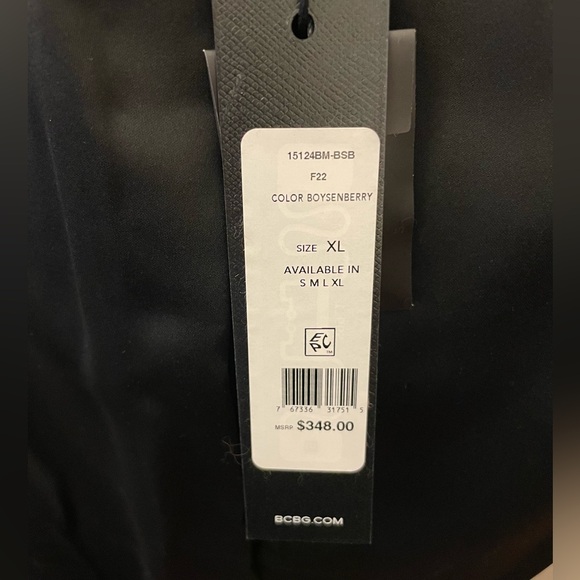 15124BM-BSB
F22
COLOR BOYSENBERRY
SIZE XL
AVAILABLE IN
S M L XL
EPC™
7 67336 31751 5
MSRP $348.00
BCBG.COM